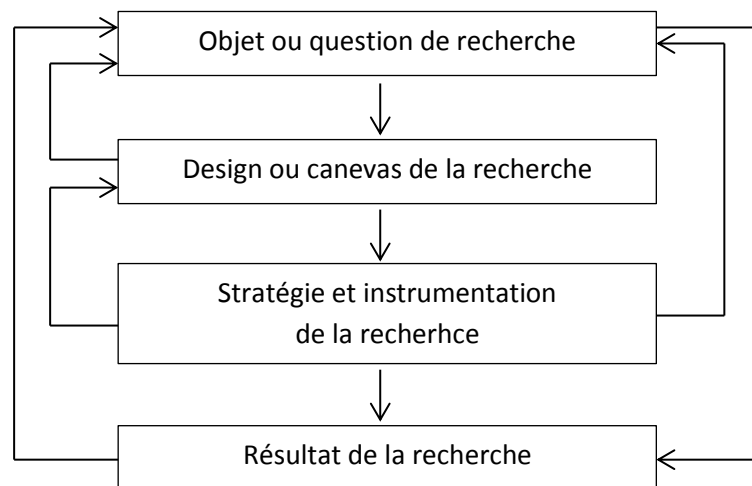 Objet ou question de recherche
Design ou canevas de la recherche
Stratégie et instrumentation
de la recherhce
Résultat de la recherche